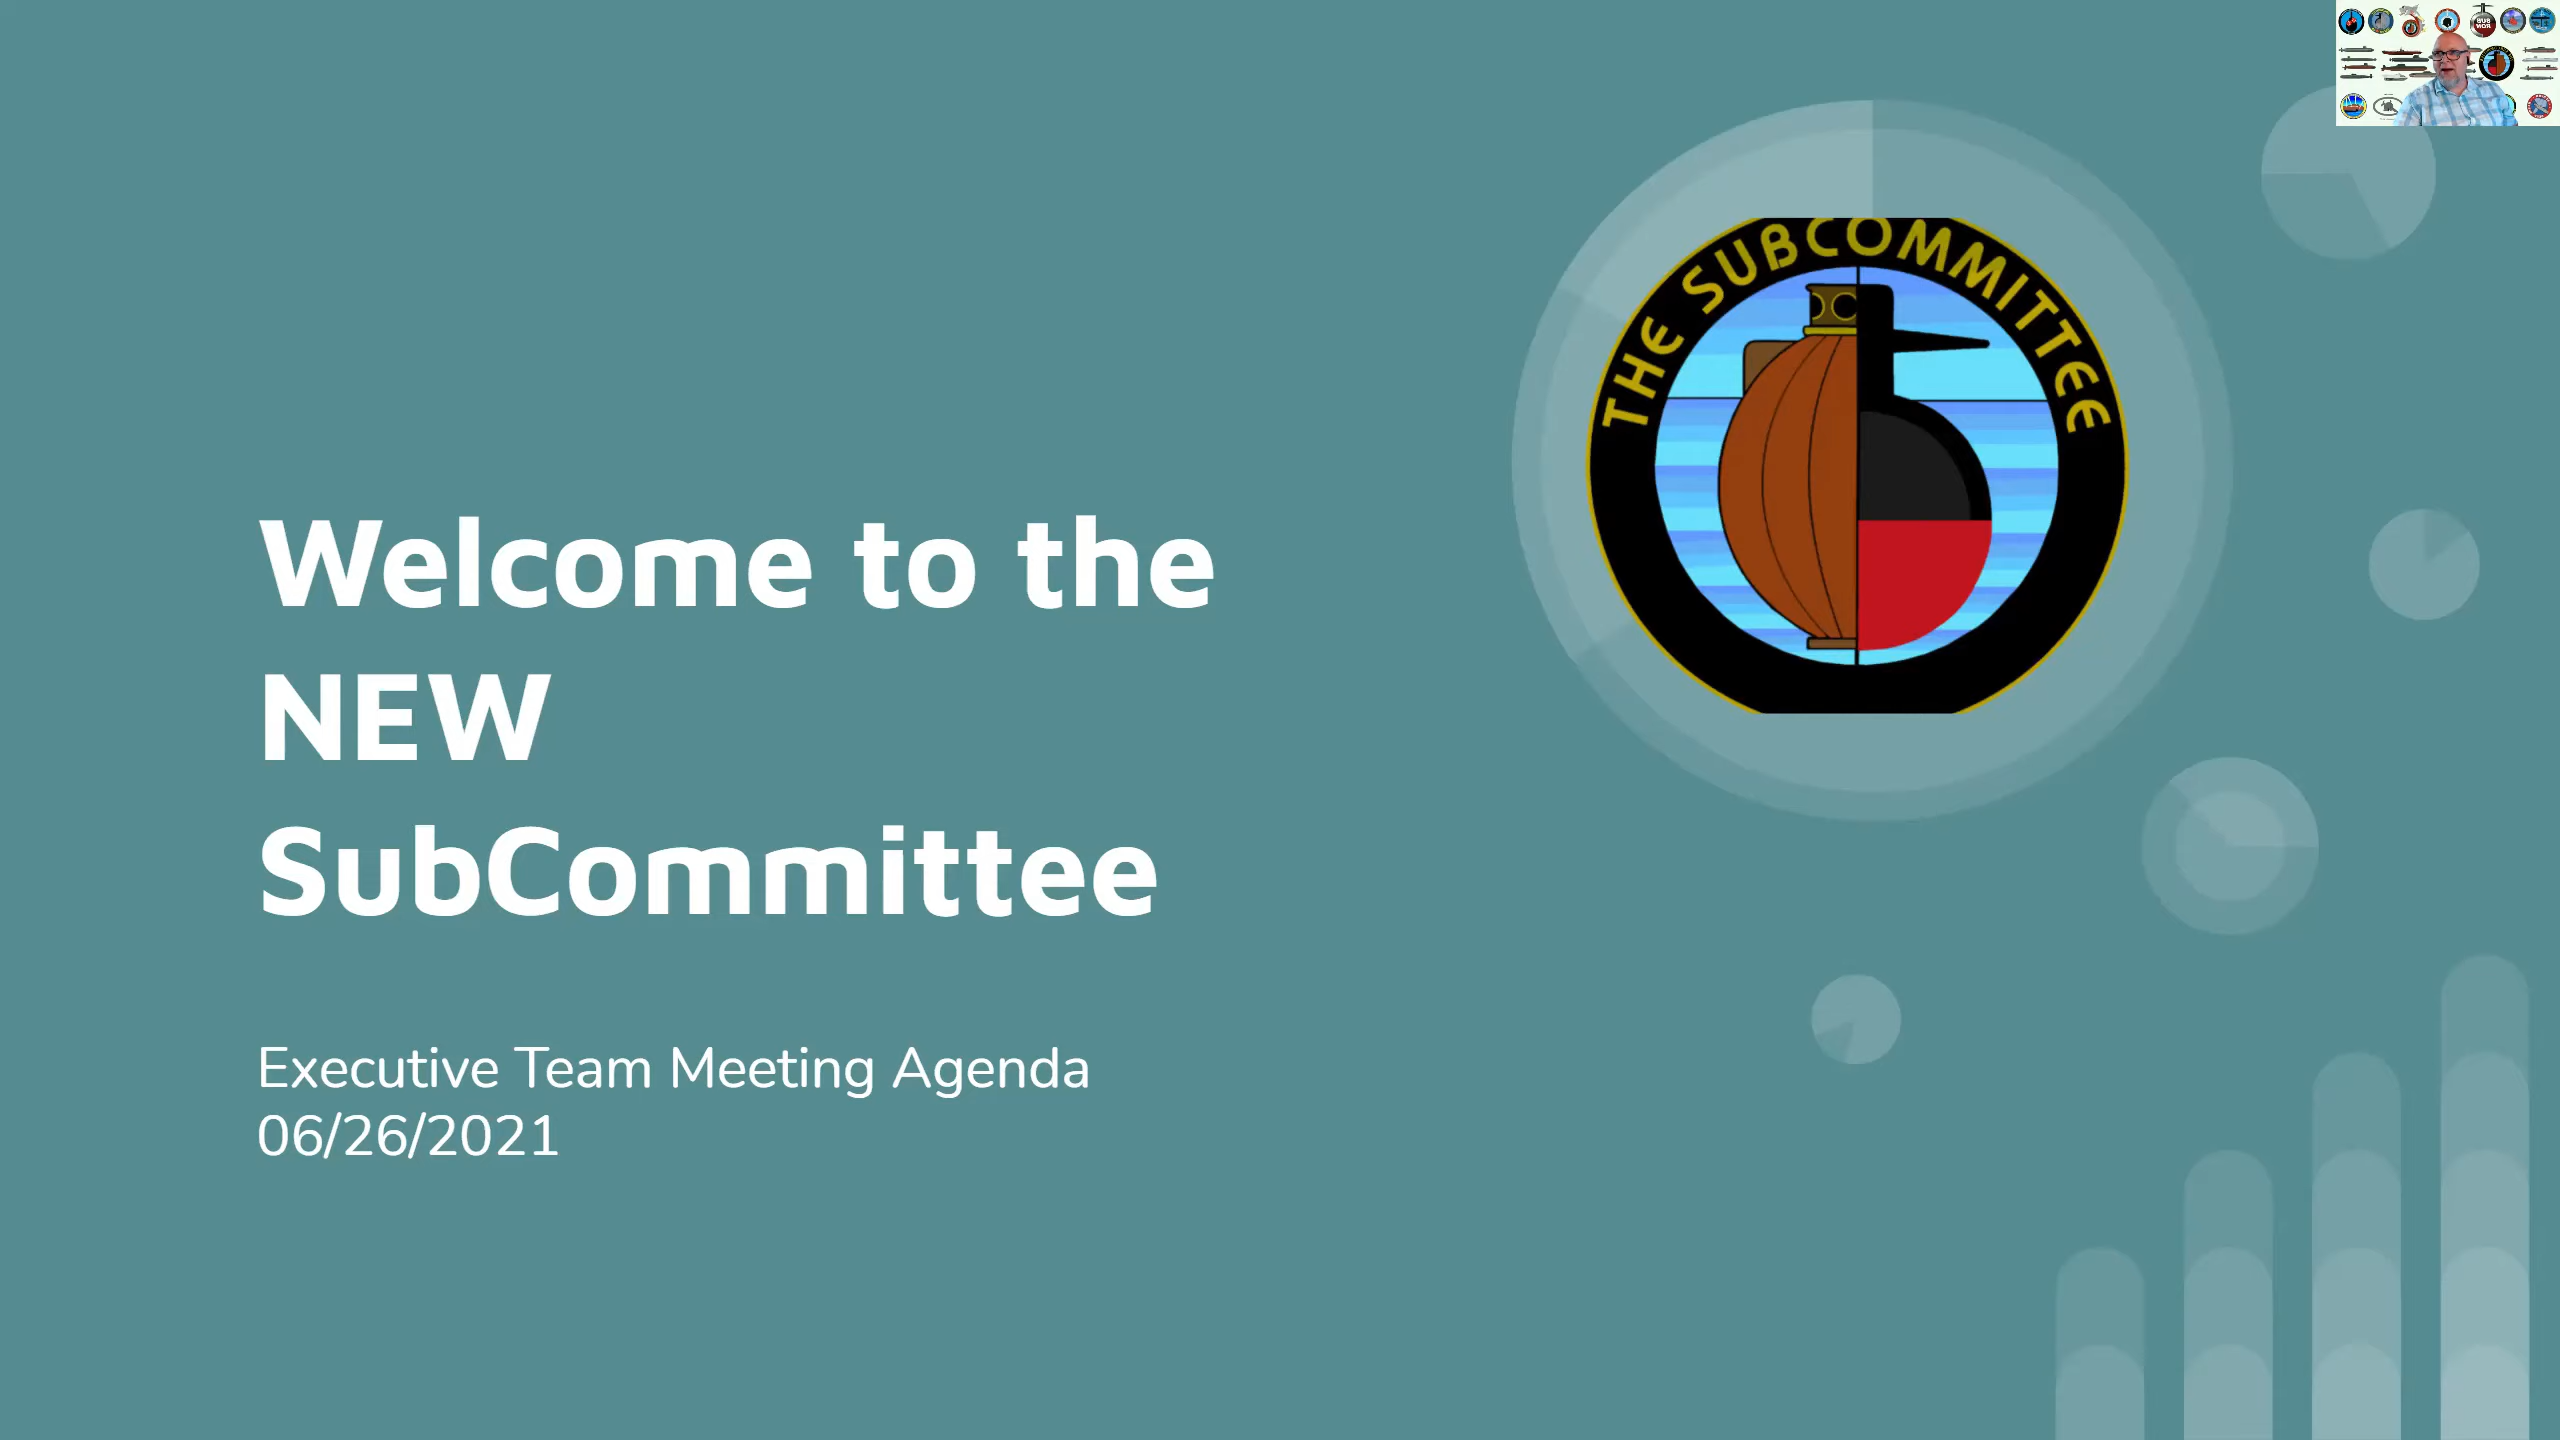 THE SUBCOMMITTEE
Welcome to the
NEW
SubCommittee
Executive Team Meeting Agenda
06/26/2021